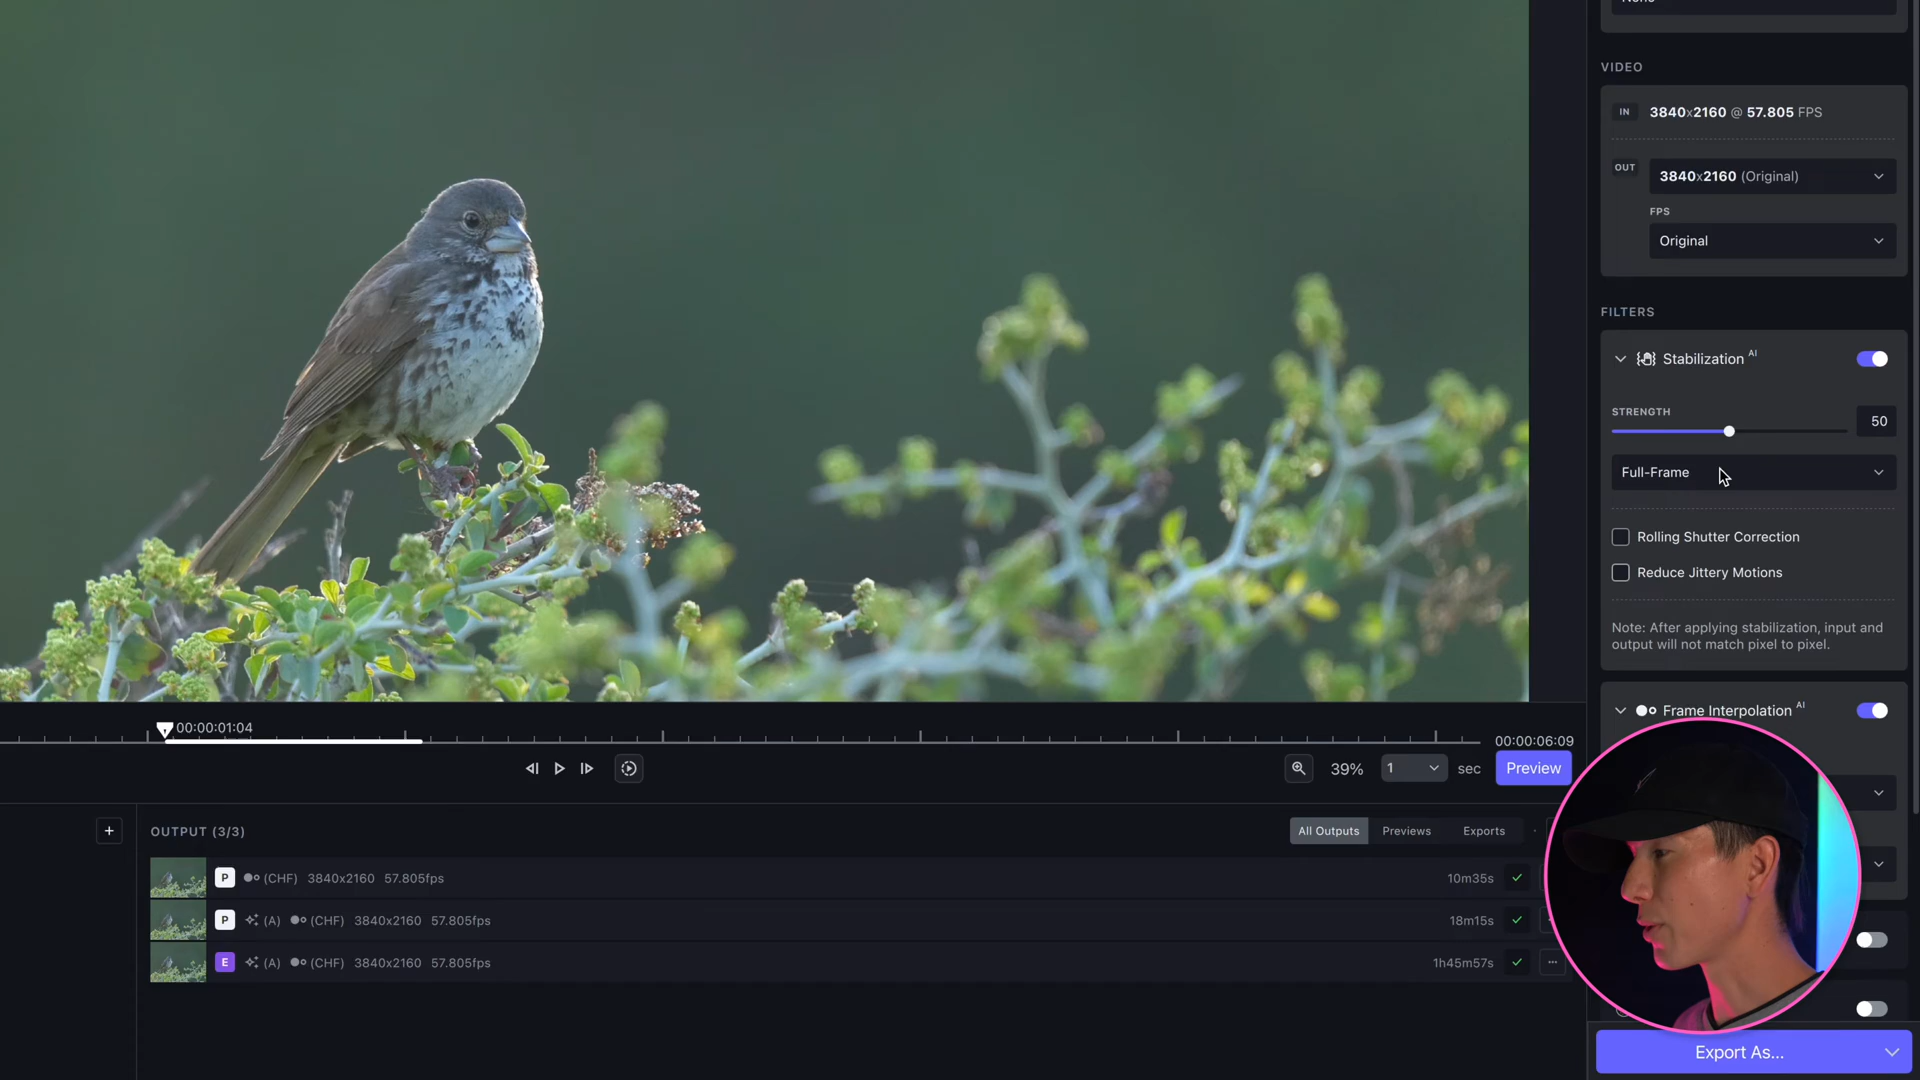 VIDEO
IN 3840x2160 @ 57.805 FPS
OUT 3840x2160 (Original)
FPS
Original
FILTERS
Stabilization AI
STRENGTH
50
Full-Frame
Rolling Shutter Correction
Reduce Jittery Motions
Note: After applying stabilization, input and
output will not match pixel to pixel.
Frame Interpolation AI
00:00:01:04
00:00:06:09
39%
1
sec
Preview
+
OUTPUT (3/3)
All Outputs
Previews
Exports
P (CHF) 3840x2160 57.805fps 10m35s
P (A) (CHF) 3840x2160 57.805fps 18m15s
E (A) (CHF) 3840x2160 57.805fps 1h45m57s
Export As...